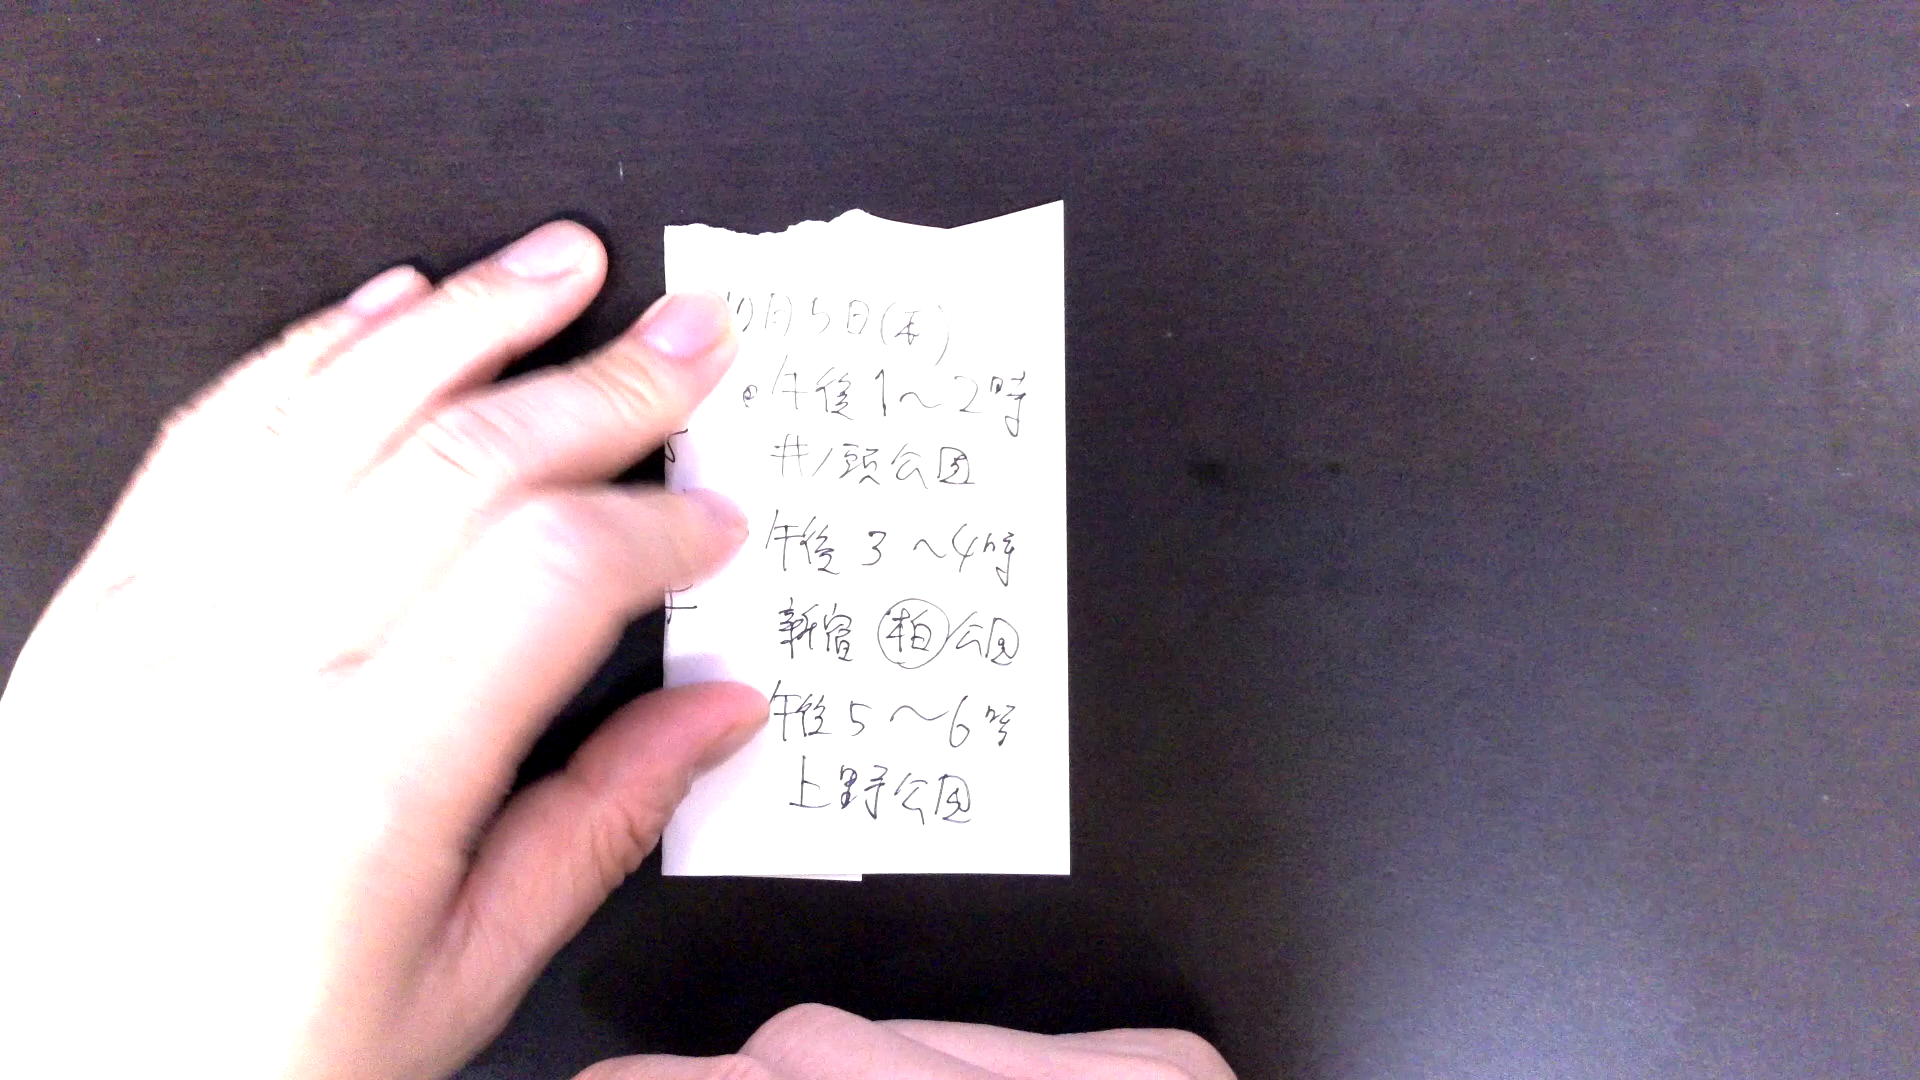 10月5日(木)
午後1〜2時
井ノ頭公園
午後3〜4時
新宿柏公園
午後5〜6時
上野公園